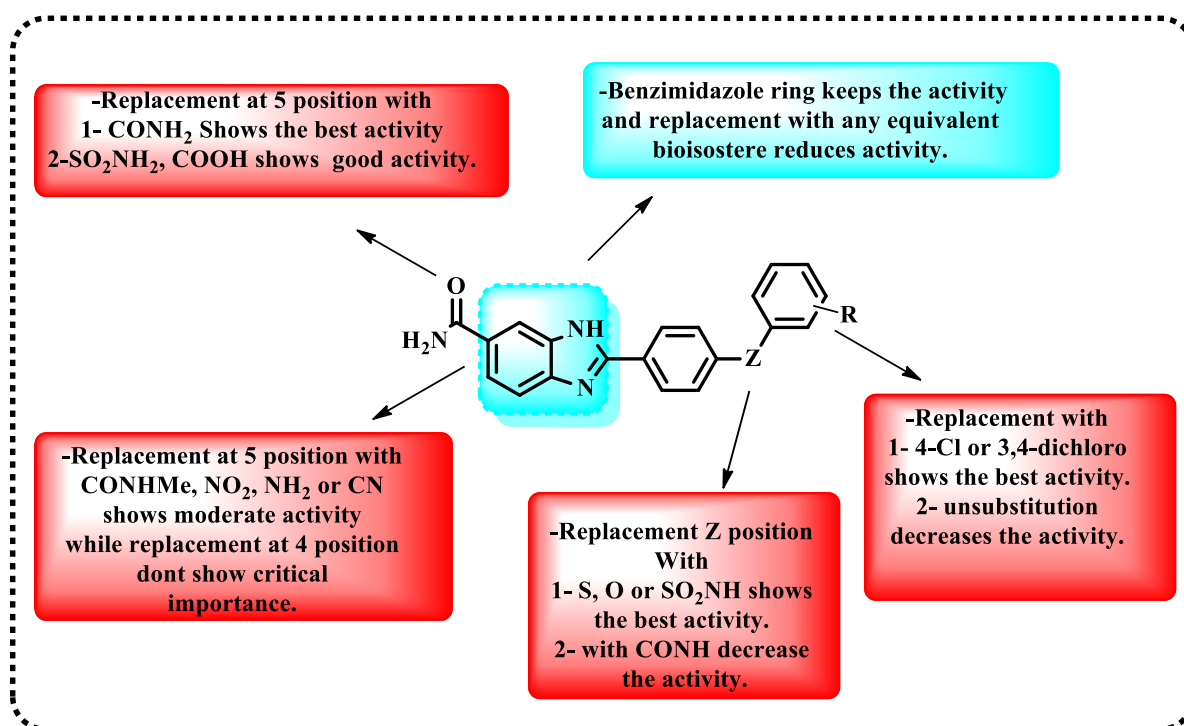 -Replacement at 5 position with
1- CONH₂ Shows the best activity
2-SO₂NH₂, COOH shows good activity.
-Benzimidazole ring keeps the activity
and replacement with any equivalent
bioisostere reduces activity.
O
H₂N
NH
N
Z
R
-Replacement at 5 position with
CONHMe, NO₂, NH₂ or CN
shows moderate activity
while replacement at 4 position
dont show critical
importance.
-Replacement Z position
With
1- S, O or SO₂NH shows
the best activity.
2- with CONH decrease
the activity.
-Replacement with
1- 4-Cl or 3,4-dichloro
shows the best activity.
2- unsubstitution
decreases the activity.